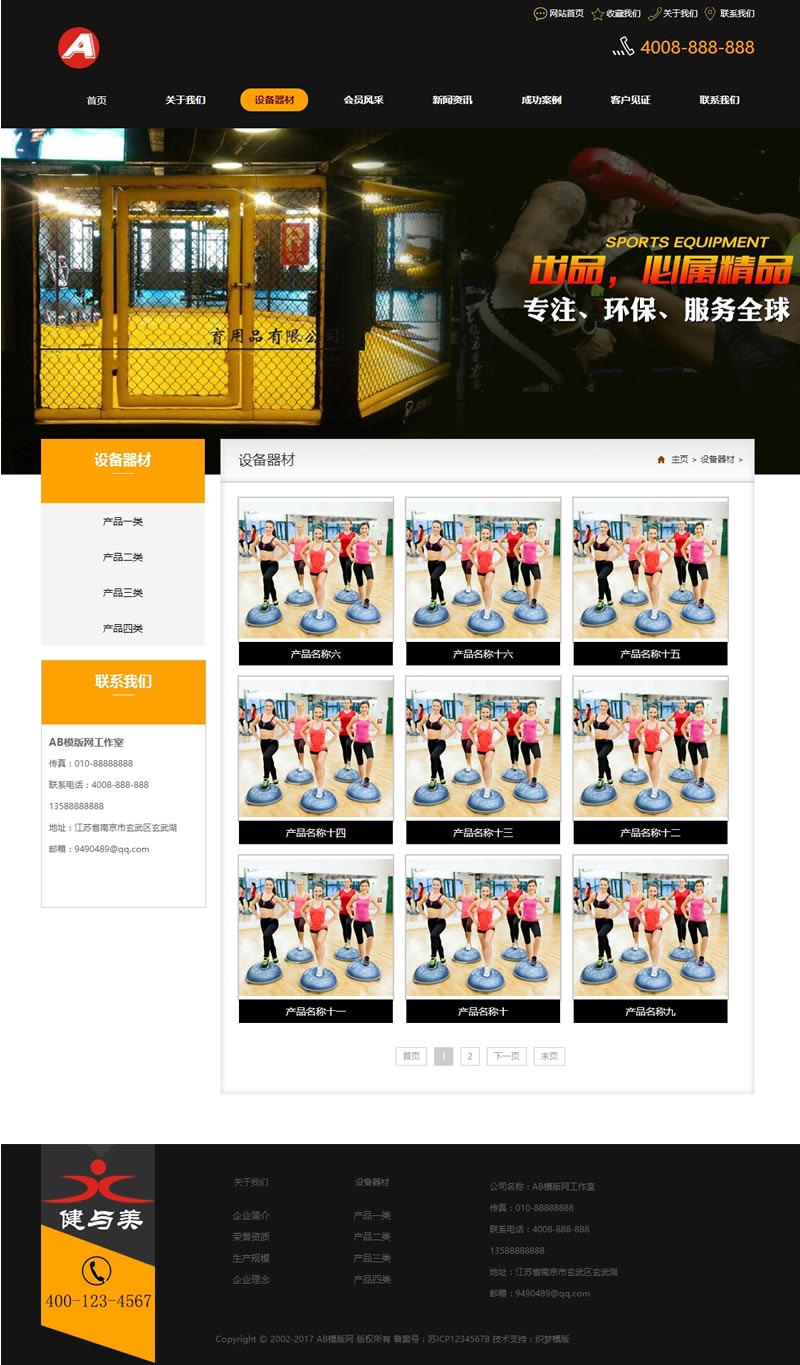 网站首页 收藏我们 关于我们 联系我们
A
4008-888-888
首页 关于我们 设备器材 会员风采 新闻资讯 成功案例 客户见证 联系我们
SPORTS EQUIPMENT
出品，必属精品
专注、环保、服务全球
育用品有限公司
设备器材
产品一类
产品二类
产品三类
产品四类
联系我们
AB模版网工作室
传真：010-88888888
联系电话：4008-888-888
13588888888
地址：江苏省南京市玄武区玄武湖
邮箱：9490489@qq.com
设备器材
主页 > 设备器材 >
产品名称六 产品名称十六 产品名称十五
产品名称十四 产品名称十三 产品名称十二
产品名称十一 产品名称十 产品名称九
首页 1 2 下一页 末页
健与美
400-123-4567
关于我们
企业简介
荣誉资质
生产规模
企业理念
设备器材
产品一类
产品二类
产品三类
产品四类
公司名称：AB模版网工作室
传真：010-88888888
联系电话：4008-888-888
13588888888
地址：江苏省南京市玄武区玄武湖
邮箱：9490489@qq.com
Copyright © 2002-2017 AB模版网 版权所有 备案号：苏ICP12345678 技术支持：织梦模版